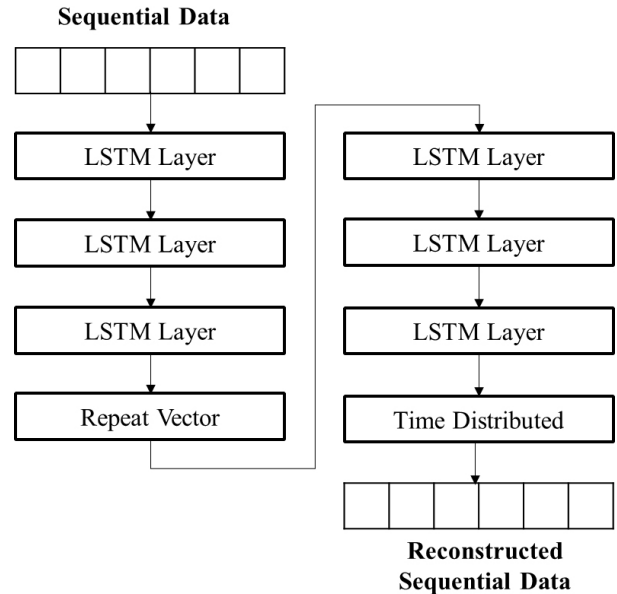 Sequential Data
LSTM Layer
LSTM Layer
LSTM Layer
Repeat Vector
LSTM Layer
LSTM Layer
LSTM Layer
Time Distributed
Reconstructed
Sequential Data